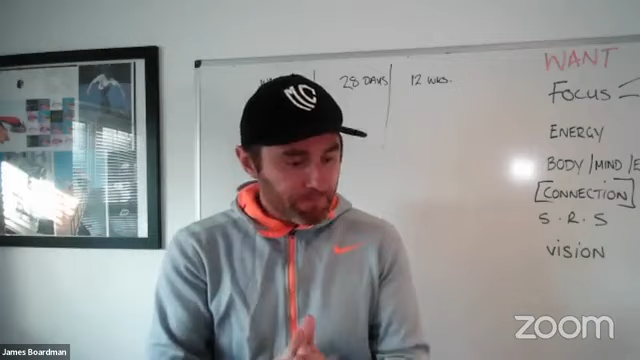 28 DAYS
12 WKS.
WANT
FOCUS
ENERGY
BODY / MIND / E
CONNECTION
S. R. S
VISION
MC
zoom
James Boardman